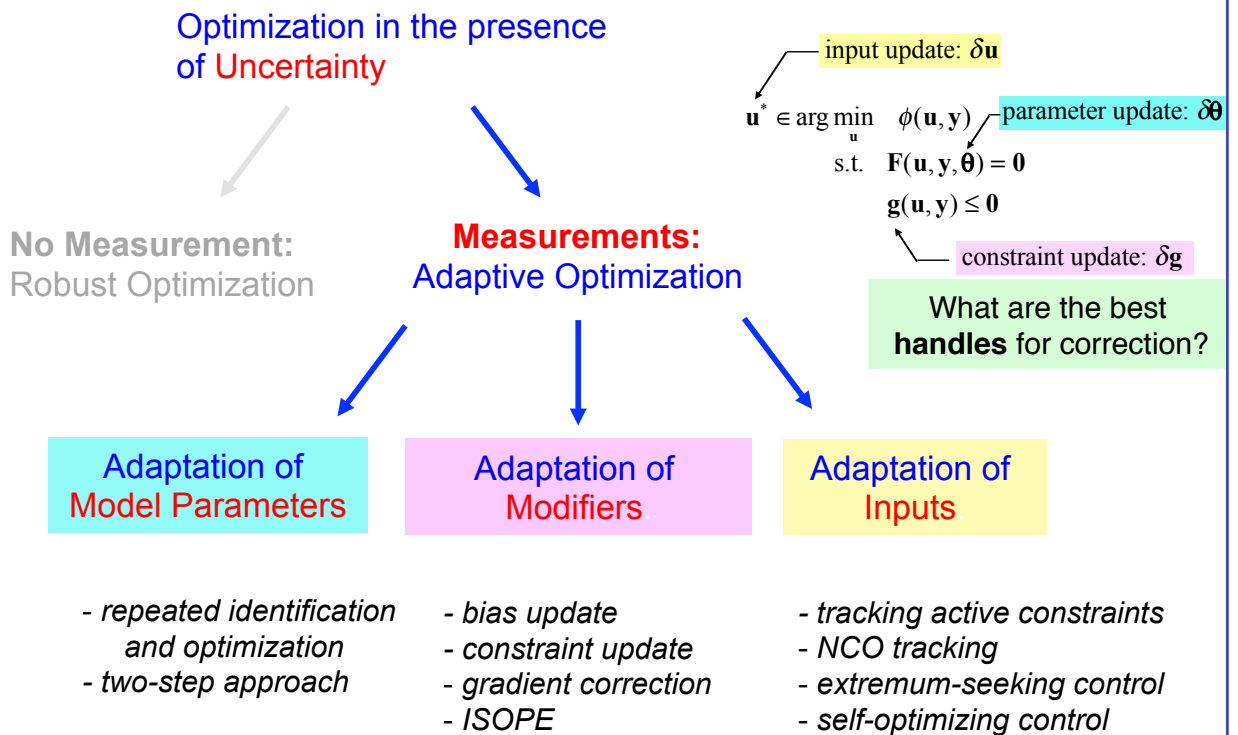 Optimization in the presence
of Uncertainty
input update: δu
u* ∈ arg min ϕ(u, y)
u
parameter update: δθ
s.t. F(u, y, θ) = 0
g(u, y) ≤ 0
constraint update: δg
What are the best
handles for correction?
No Measurement:
Robust Optimization
Measurements:
Adaptive Optimization
Adaptation of
Model Parameters
- repeated identification
and optimization
- two-step approach
Adaptation of
Modifiers.
- bias update
- constraint update
- gradient correction
- ISOPE
Adaptation of
Inputs
- tracking active constraints
- NCO tracking
- extremum-seeking control
- self-optimizing control